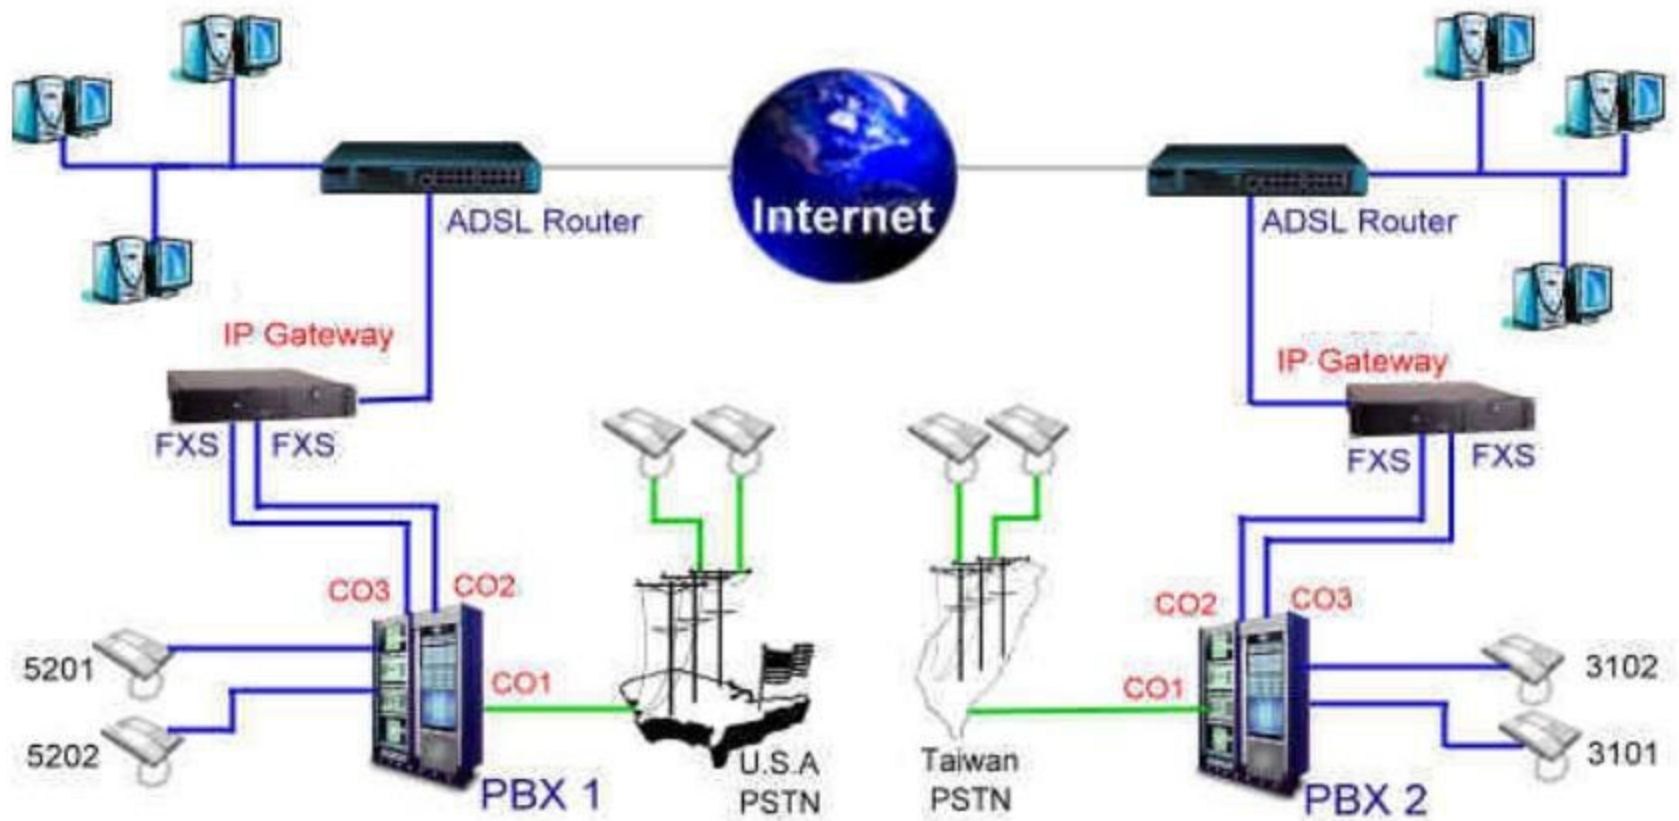 ADSL Router
Internet
ADSL Router
IP Gateway
IP Gateway
FXS
FXS
FXS
FXS
CO3
CO2
CO2
CO3
5201
CO1
CO1
3102
5202
3101
U.S.A
PSTN
Taiwan
PSTN
PBX 1
PBX 2